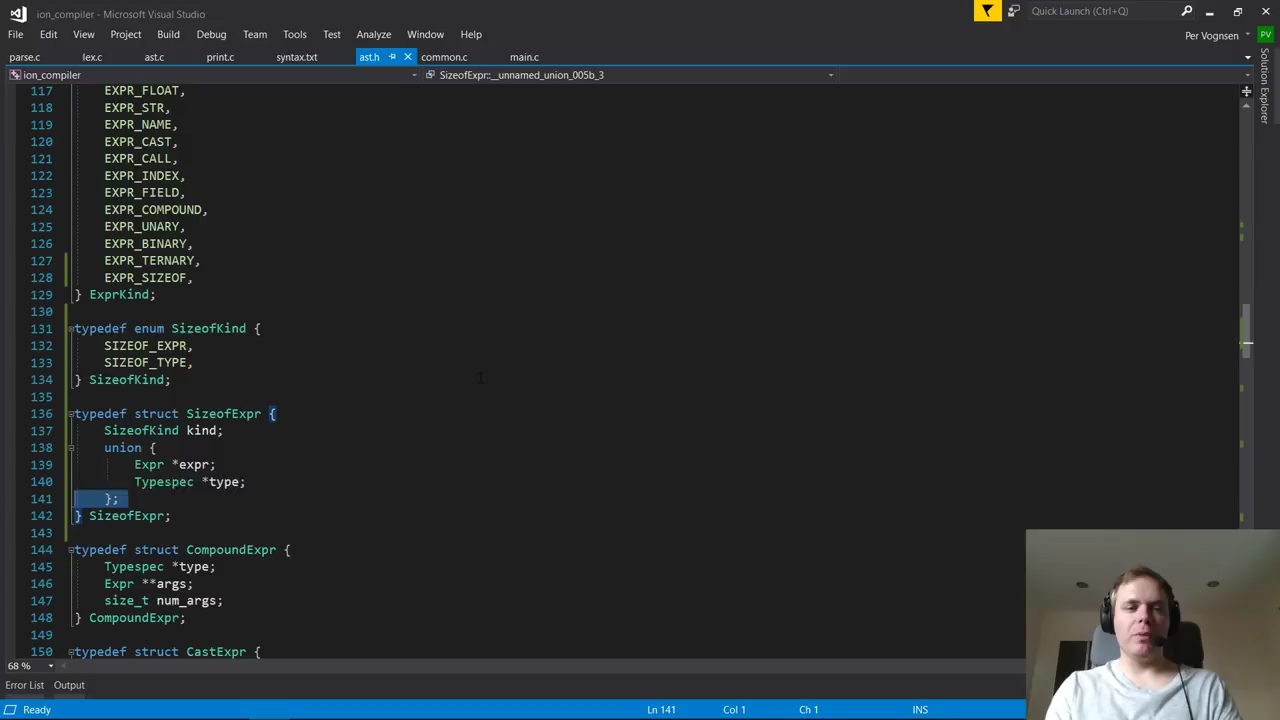 ion_compiler - Microsoft Visual Studio
Quick Launch (Ctrl+Q)
File Edit View Project Build Debug Team Tools Test Analyze Window Help
Per Vognsen PV
parse.c lex.c ast.c print.c syntax.txt ast.h common.c main.c
Solution Explorer
ion_compiler SizeofExpr::__unnamed_union_005b_3
117 EXPR_FLOAT,
118 EXPR_STR,
119 EXPR_NAME,
120 EXPR_CAST,
121 EXPR_CALL,
122 EXPR_INDEX,
123 EXPR_FIELD,
124 EXPR_COMPOUND,
125 EXPR_UNARY,
126 EXPR_BINARY,
127 EXPR_TERNARY,
128 EXPR_SIZEOF,
129 } ExprKind;
130
131 typedef enum SizeofKind {
132 SIZEOF_EXPR,
133 SIZEOF_TYPE,
134 } SizeofKind;
135
136 typedef struct SizeofExpr {
137 SizeofKind kind;
138 union {
139 Expr *expr;
140 Typespec *type;
141 };
142 } SizeofExpr;
143
144 typedef struct CompoundExpr {
145 Typespec *type;
146 Expr **args;
147 size_t num_args;
148 } CompoundExpr;
149
150 typedef struct CastExpr {
68 %
Error List Output
Ready Ln 141 Col 1 Ch 1 INS